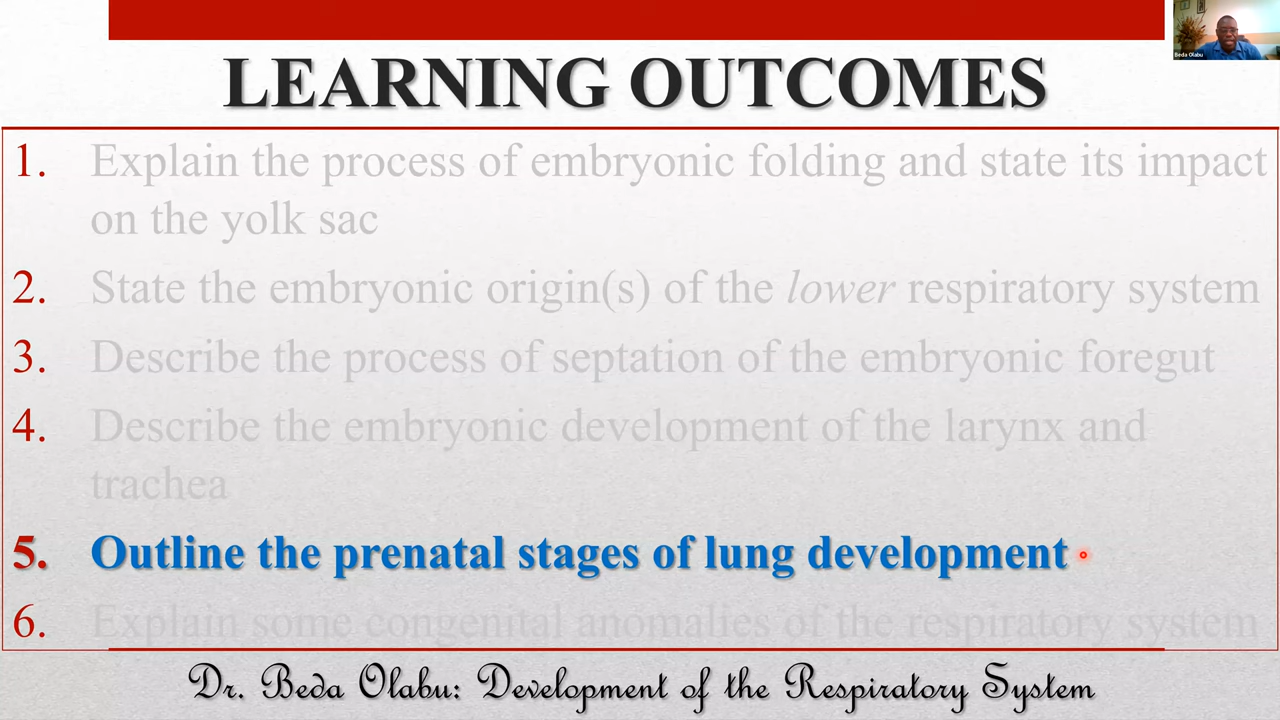 Beda Olabu
LEARNING OUTCOMES
1. Explain the process of embryonic folding and state its impact
on the yolk sac
2. State the embryonic origin(s) of the lower respiratory system
3. Describe the process of septation of the embryonic foregut
4. Describe the embryonic development of the larynx and
trachea
5. Outline the prenatal stages of lung development
6. Explain some congenital anomalies of the respiratory system
Dr. Beda Olabu: Development of the Respiratory System